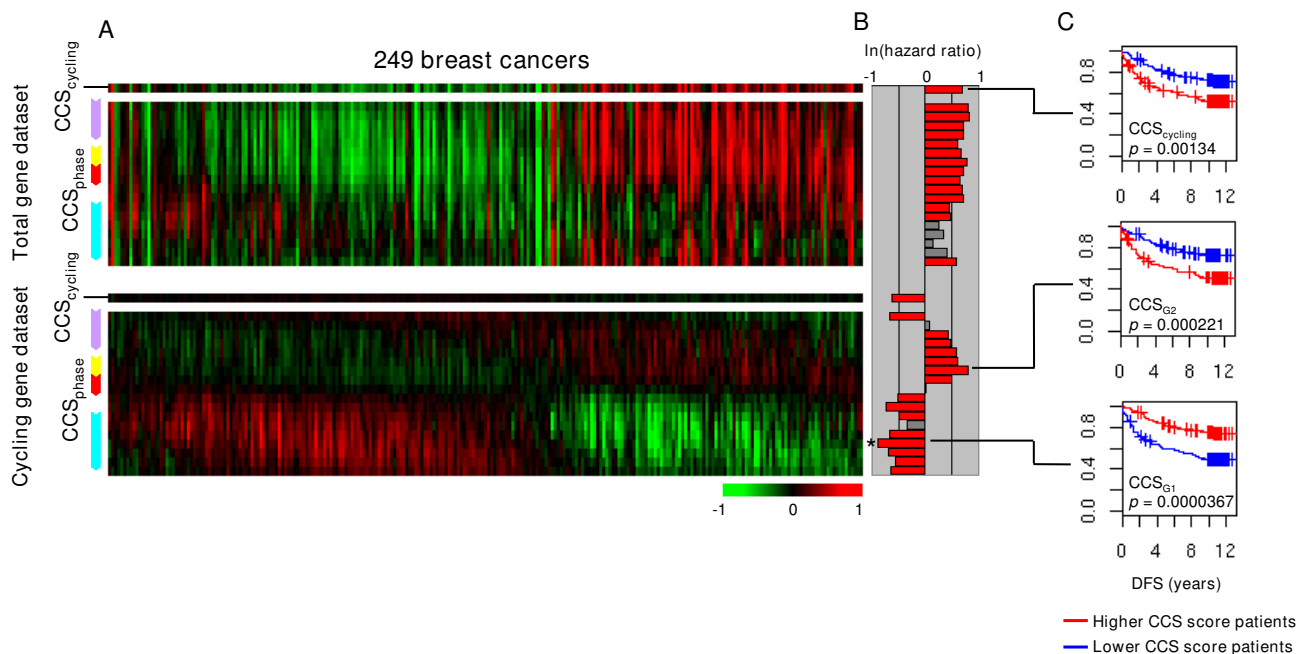 A
B
C
249 breast cancers
ln(hazard ratio)
-1 0 1
Total gene dataset
CCScycling
CCSphase
Cycling gene dataset
CCScycling
CCSphase
*
-1 0 1
0.0 0.4 0.8
CCScycling
p = 0.00134
0 4 8 12
0.0 0.4 0.8
CCSG2
p = 0.000221
0 4 8 12
0.0 0.4 0.8
CCSG1
p = 0.0000367
0 4 8 12
DFS (years)
Higher CCS score patients
Lower CCS score patients